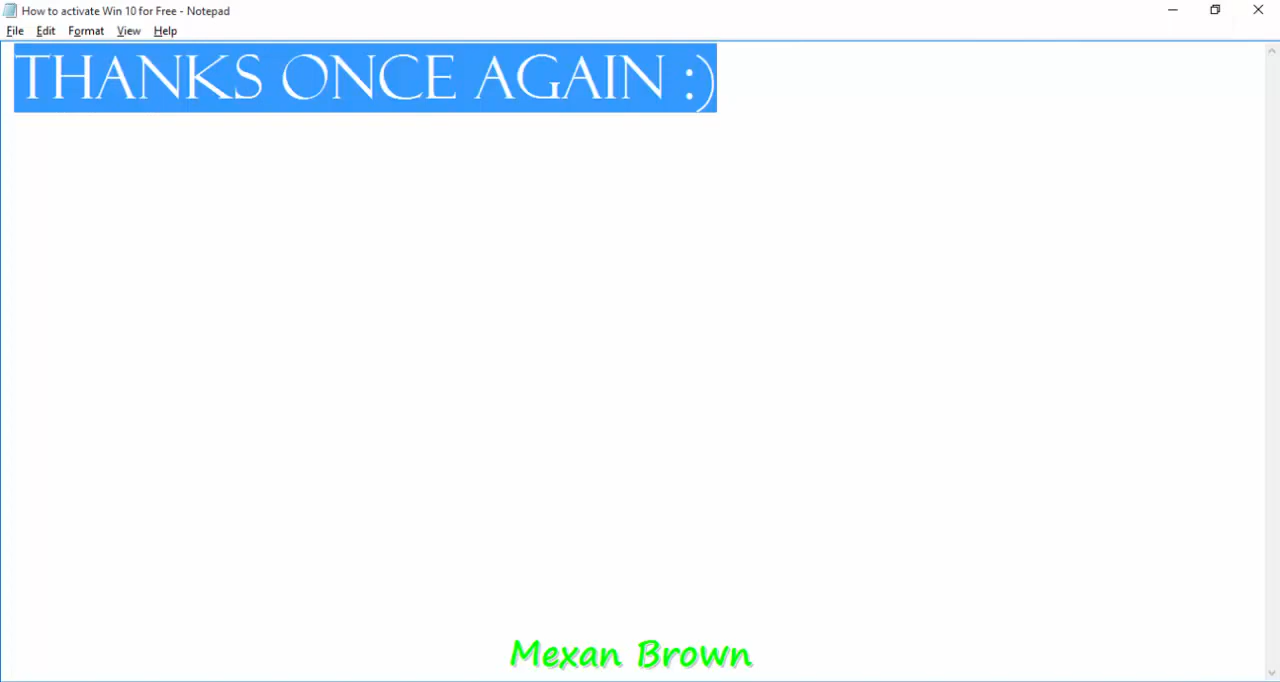 How to activate Win 10 for Free - Notepad
File Edit Format View Help
THANKS ONCE AGAIN :)
Mexan Brown